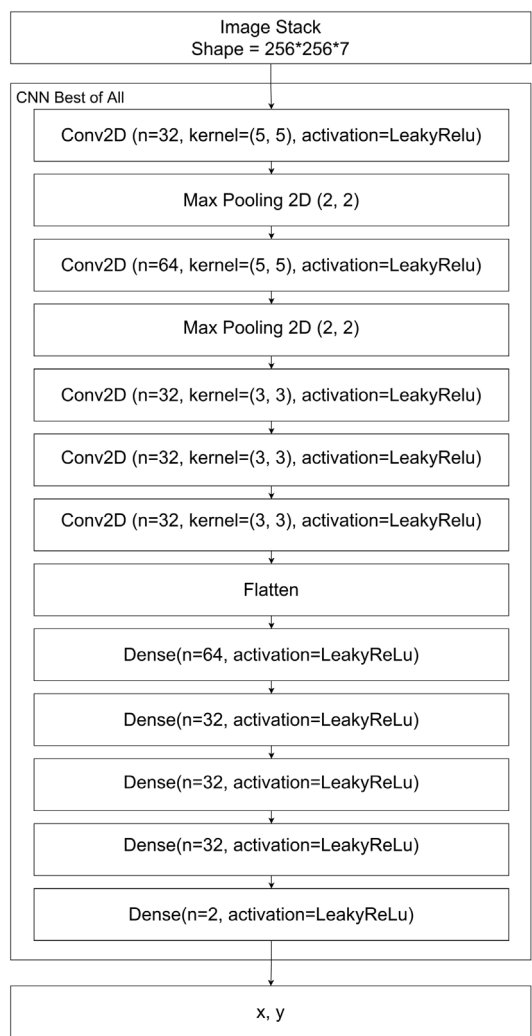 Image Stack
Shape = 256*256*7
CNN Best of All
Conv2D (n=32, kernel=(5, 5), activation=LeakyRelu)
Max Pooling 2D (2, 2)
Conv2D (n=64, kernel=(5, 5), activation=LeakyRelu)
Max Pooling 2D (2, 2)
Conv2D (n=32, kernel=(3, 3), activation=LeakyRelu)
Conv2D (n=32, kernel=(3, 3), activation=LeakyRelu)
Conv2D (n=32, kernel=(3, 3), activation=LeakyRelu)
Flatten
Dense(n=64, activation=LeakyReLu)
Dense(n=32, activation=LeakyReLu)
Dense(n=32, activation=LeakyReLu)
Dense(n=32, activation=LeakyReLu)
Dense(n=2, activation=LeakyReLu)
x, y